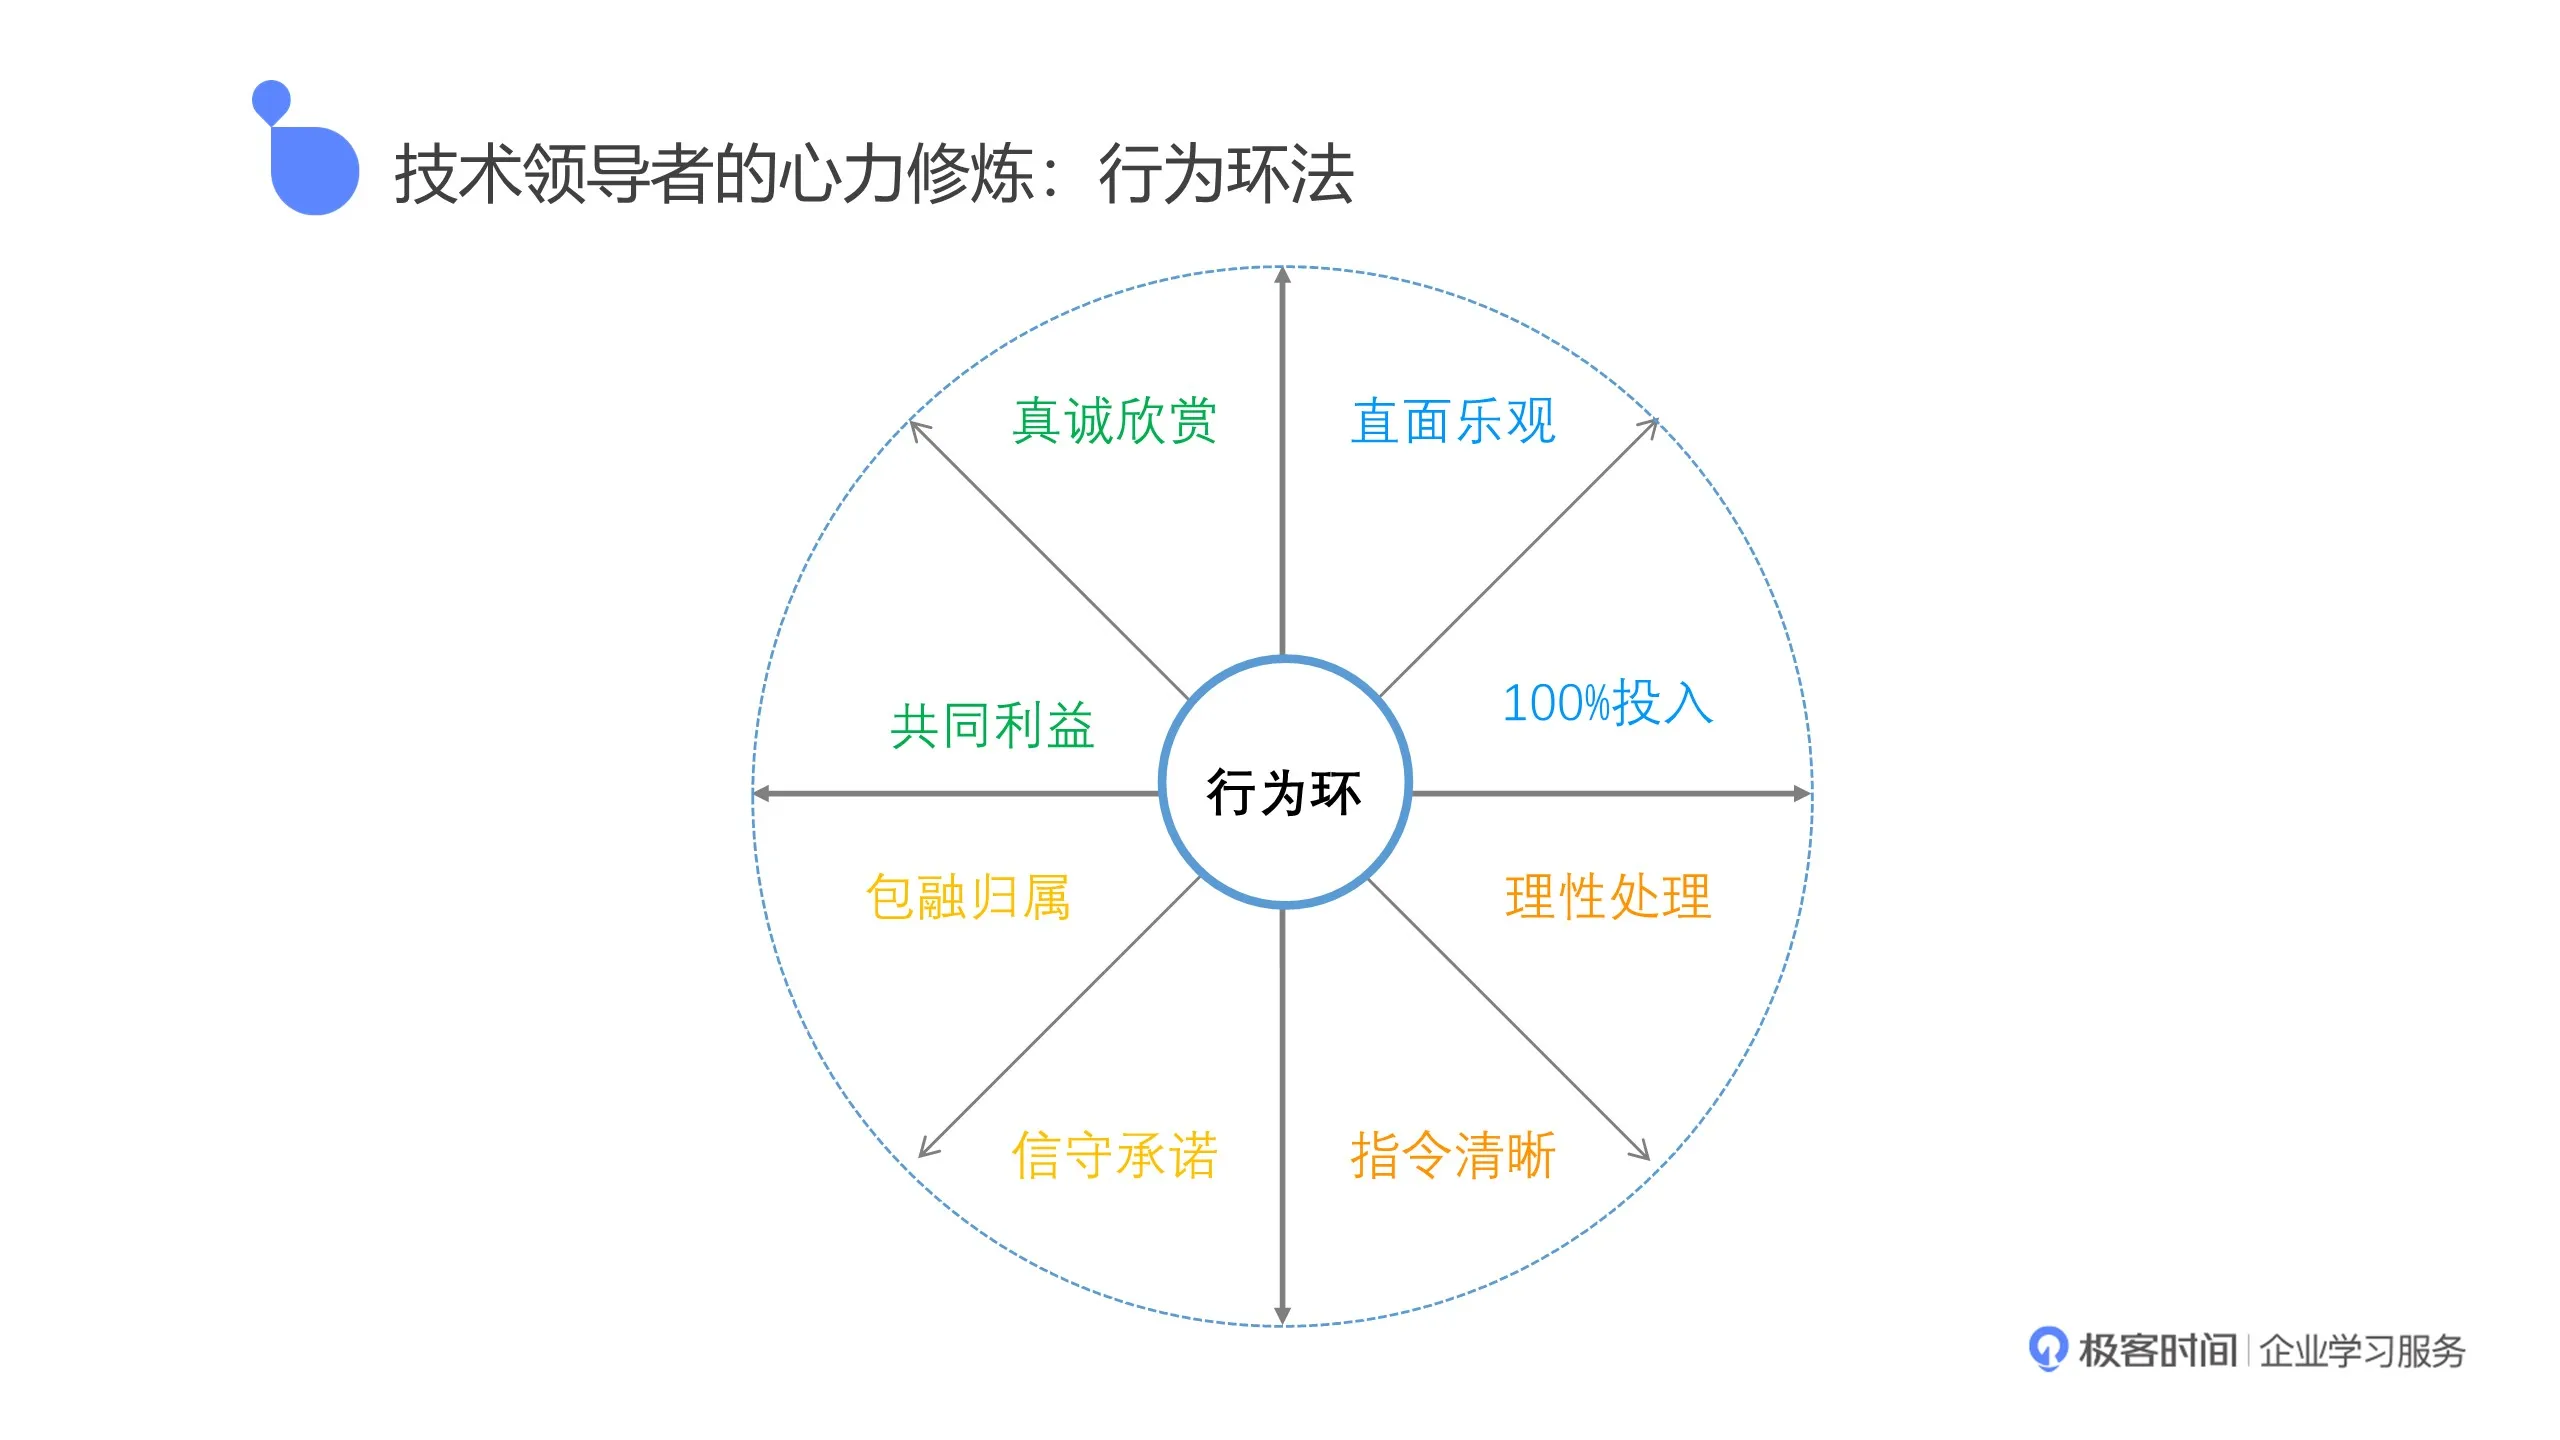 技术领导者的心力修炼：行为环法
真诚欣赏
直面乐观
共同利益
100%投入
行为环
包融归属
理性处理
信守承诺
指令清晰
极客时间 | 企业学习服务